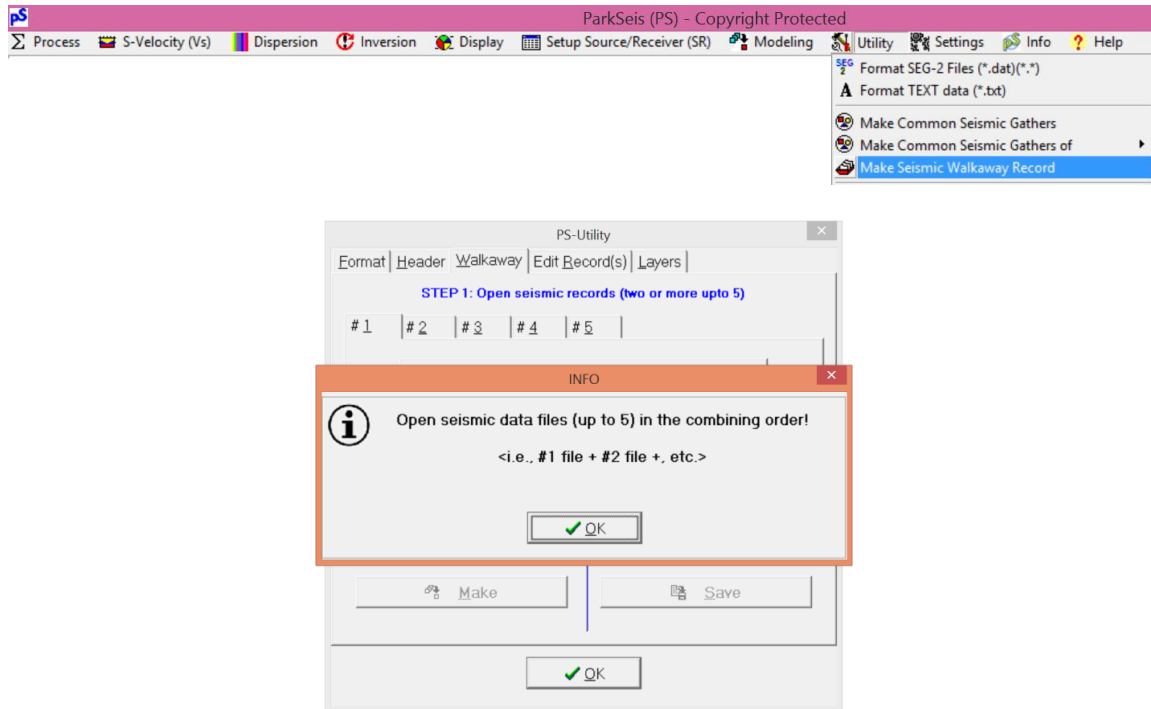 pS ParkSeis (PS) - Copyright Protected
Process S-Velocity (Vs) Dispersion Inversion Display Setup Source/Receiver (SR) Modeling Utility Settings pS Info ? Help
SEG 2 Format SEG-2 Files (*.dat)(*.*)
A Format TEXT data (*.txt)
Make Common Seismic Gathers
Make Common Seismic Gathers of
Make Seismic Walkaway Record
PS-Utility
Format Header Walkaway Edit Record(s) Layers
STEP 1: Open seismic records (two or more upto 5)
# 1 # 2 # 3 # 4 # 5
INFO
Open seismic data files (up to 5) in the combining order!
<i.e., #1 file + #2 file +, etc.>
OK
Make Save
OK